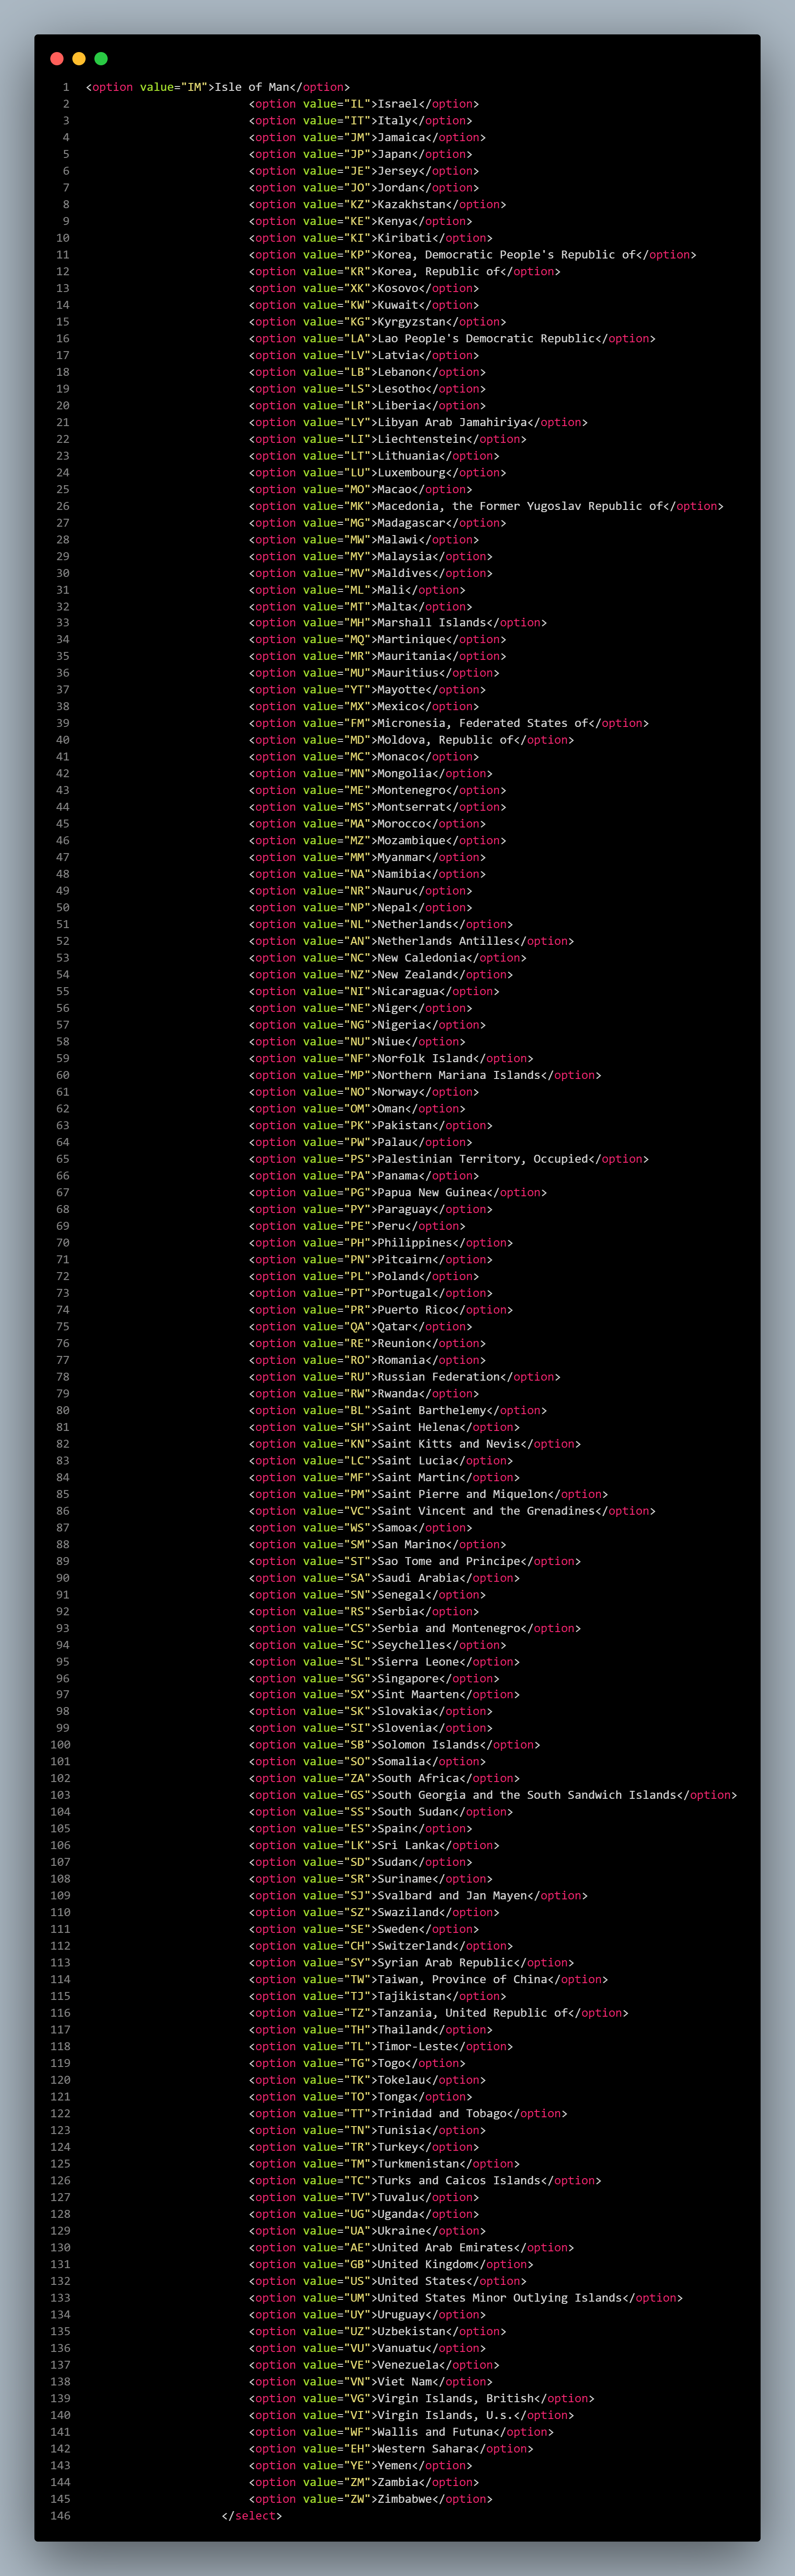 1 <option value="IM">Isle of Man</option>
2 <option value="IL">Israel</option>
3 <option value="IT">Italy</option>
4 <option value="JM">Jamaica</option>
5 <option value="JP">Japan</option>
6 <option value="JE">Jersey</option>
7 <option value="JO">Jordan</option>
8 <option value="KZ">Kazakhstan</option>
9 <option value="KE">Kenya</option>
10 <option value="KI">Kiribati</option>
11 <option value="KP">Korea, Democratic People's Republic of</option>
12 <option value="KR">Korea, Republic of</option>
13 <option value="XK">Kosovo</option>
14 <option value="KW">Kuwait</option>
15 <option value="KG">Kyrgyzstan</option>
16 <option value="LA">Lao People's Democratic Republic</option>
17 <option value="LV">Latvia</option>
18 <option value="LB">Lebanon</option>
19 <option value="LS">Lesotho</option>
20 <option value="LR">Liberia</option>
21 <option value="LY">Libyan Arab Jamahiriya</option>
22 <option value="LI">Liechtenstein</option>
23 <option value="LT">Lithuania</option>
24 <option value="LU">Luxembourg</option>
25 <option value="MO">Macao</option>
26 <option value="MK">Macedonia, the Former Yugoslav Republic of</option>
27 <option value="MG">Madagascar</option>
28 <option value="MW">Malawi</option>
29 <option value="MY">Malaysia</option>
30 <option value="MV">Maldives</option>
31 <option value="ML">Mali</option>
32 <option value="MT">Malta</option>
33 <option value="MH">Marshall Islands</option>
34 <option value="MQ">Martinique</option>
35 <option value="MR">Mauritania</option>
36 <option value="MU">Mauritius</option>
37 <option value="YT">Mayotte</option>
38 <option value="MX">Mexico</option>
39 <option value="FM">Micronesia, Federated States of</option>
40 <option value="MD">Moldova, Republic of</option>
41 <option value="MC">Monaco</option>
42 <option value="MN">Mongolia</option>
43 <option value="ME">Montenegro</option>
44 <option value="MS">Montserrat</option>
45 <option value="MA">Morocco</option>
46 <option value="MZ">Mozambique</option>
47 <option value="MM">Myanmar</option>
48 <option value="NA">Namibia</option>
49 <option value="NR">Nauru</option>
50 <option value="NP">Nepal</option>
51 <option value="NL">Netherlands</option>
52 <option value="AN">Netherlands Antilles</option>
53 <option value="NC">New Caledonia</option>
54 <option value="NZ">New Zealand</option>
55 <option value="NI">Nicaragua</option>
56 <option value="NE">Niger</option>
57 <option value="NG">Nigeria</option>
58 <option value="NU">Niue</option>
59 <option value="NF">Norfolk Island</option>
60 <option value="MP">Northern Mariana Islands</option>
61 <option value="NO">Norway</option>
62 <option value="OM">Oman</option>
63 <option value="PK">Pakistan</option>
64 <option value="PW">Palau</option>
65 <option value="PS">Palestinian Territory, Occupied</option>
66 <option value="PA">Panama</option>
67 <option value="PG">Papua New Guinea</option>
68 <option value="PY">Paraguay</option>
69 <option value="PE">Peru</option>
70 <option value="PH">Philippines</option>
71 <option value="PN">Pitcairn</option>
72 <option value="PL">Poland</option>
73 <option value="PT">Portugal</option>
74 <option value="PR">Puerto Rico</option>
75 <option value="QA">Qatar</option>
76 <option value="RE">Reunion</option>
77 <option value="RO">Romania</option>
78 <option value="RU">Russian Federation</option>
79 <option value="RW">Rwanda</option>
80 <option value="BL">Saint Barthelemy</option>
81 <option value="SH">Saint Helena</option>
82 <option value="KN">Saint Kitts and Nevis</option>
83 <option value="LC">Saint Lucia</option>
84 <option value="MF">Saint Martin</option>
85 <option value="PM">Saint Pierre and Miquelon</option>
86 <option value="VC">Saint Vincent and the Grenadines</option>
87 <option value="WS">Samoa</option>
88 <option value="SM">San Marino</option>
89 <option value="ST">Sao Tome and Principe</option>
90 <option value="SA">Saudi Arabia</option>
91 <option value="SN">Senegal</option>
92 <option value="RS">Serbia</option>
93 <option value="CS">Serbia and Montenegro</option>
94 <option value="SC">Seychelles</option>
95 <option value="SL">Sierra Leone</option>
96 <option value="SG">Singapore</option>
97 <option value="SX">Sint Maarten</option>
98 <option value="SK">Slovakia</option>
99 <option value="SI">Slovenia</option>
100 <option value="SB">Solomon Islands</option>
101 <option value="SO">Somalia</option>
102 <option value="ZA">South Africa</option>
103 <option value="GS">South Georgia and the South Sandwich Islands</option>
104 <option value="SS">South Sudan</option>
105 <option value="ES">Spain</option>
106 <option value="LK">Sri Lanka</option>
107 <option value="SD">Sudan</option>
108 <option value="SR">Suriname</option>
109 <option value="SJ">Svalbard and Jan Mayen</option>
110 <option value="SZ">Swaziland</option>
111 <option value="SE">Sweden</option>
112 <option value="CH">Switzerland</option>
113 <option value="SY">Syrian Arab Republic</option>
114 <option value="TW">Taiwan, Province of China</option>
115 <option value="TJ">Tajikistan</option>
116 <option value="TZ">Tanzania, United Republic of</option>
117 <option value="TH">Thailand</option>
118 <option value="TL">Timor-Leste</option>
119 <option value="TG">Togo</option>
120 <option value="TK">Tokelau</option>
121 <option value="TO">Tonga</option>
122 <option value="TT">Trinidad and Tobago</option>
123 <option value="TN">Tunisia</option>
124 <option value="TR">Turkey</option>
125 <option value="TM">Turkmenistan</option>
126 <option value="TC">Turks and Caicos Islands</option>
127 <option value="TV">Tuvalu</option>
128 <option value="UG">Uganda</option>
129 <option value="UA">Ukraine</option>
130 <option value="AE">United Arab Emirates</option>
131 <option value="GB">United Kingdom</option>
132 <option value="US">United States</option>
133 <option value="UM">United States Minor Outlying Islands</option>
134 <option value="UY">Uruguay</option>
135 <option value="UZ">Uzbekistan</option>
136 <option value="VU">Vanuatu</option>
137 <option value="VE">Venezuela</option>
138 <option value="VN">Viet Nam</option>
139 <option value="VG">Virgin Islands, British</option>
140 <option value="VI">Virgin Islands, U.s.</option>
141 <option value="WF">Wallis and Futuna</option>
142 <option value="EH">Western Sahara</option>
143 <option value="YE">Yemen</option>
144 <option value="ZM">Zambia</option>
145 <option value="ZW">Zimbabwe</option>
146 </select>